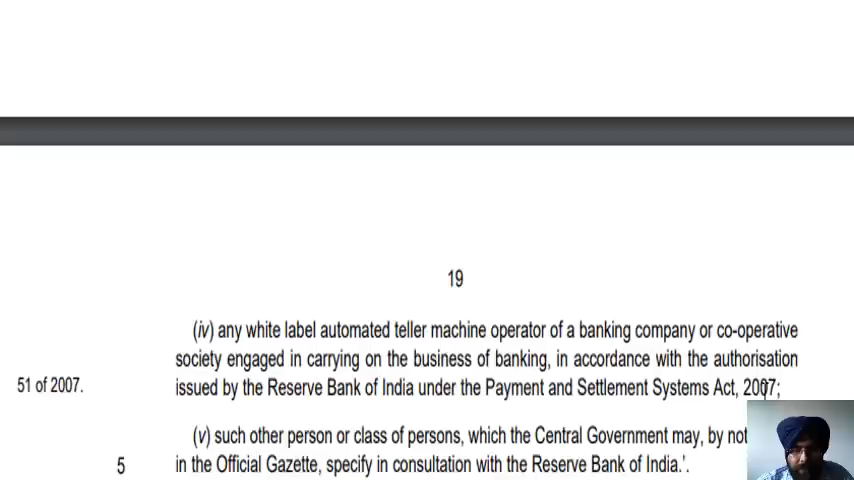 19
(iv) any white label automated teller machine operator of a banking company or co-operative
society engaged in carrying on the business of banking, in accordance with the authorisation
51 of 2007.
issued by the Reserve Bank of India under the Payment and Settlement Systems Act, 2007;
(v) such other person or class of persons, which the Central Government may, by
5
in the Official Gazette, specify in consultation with the Reserve Bank of India.'.